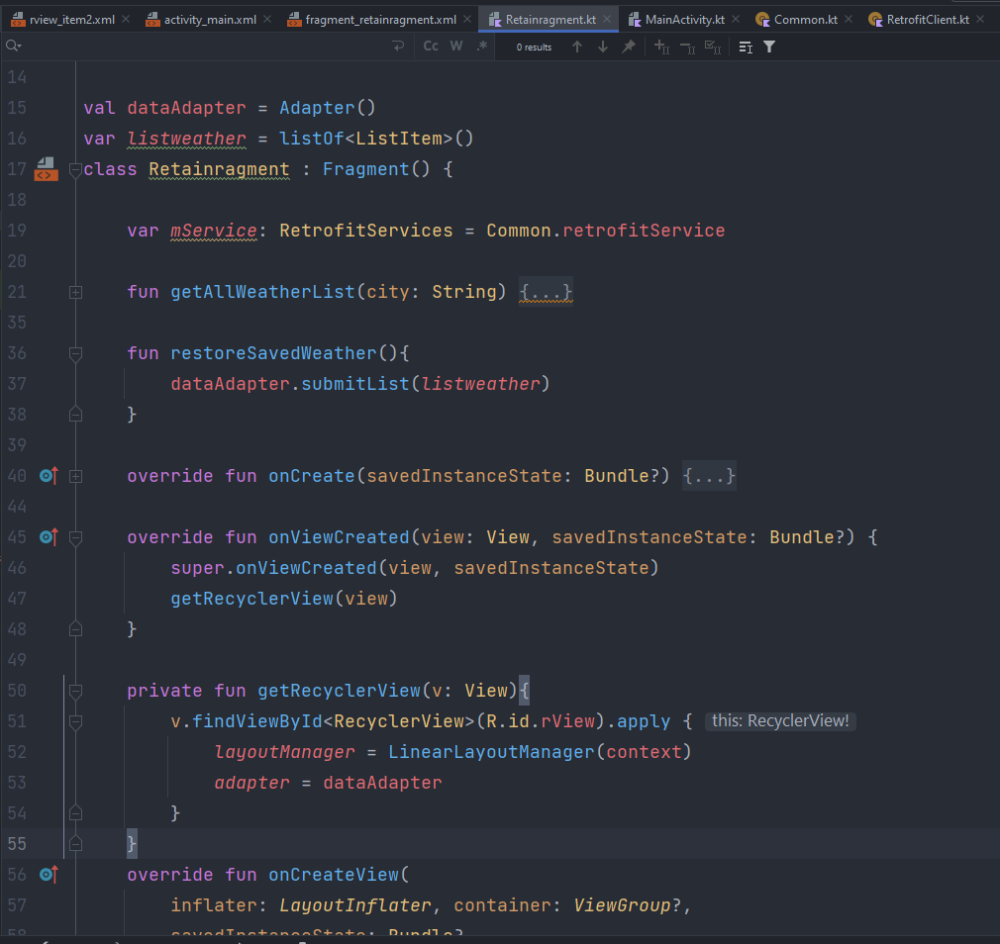 rview_item2.xml activity_main.xml fragment_retainragment.xml Retainragment.kt MainActivity.kt Common.kt RetrofitClient.kt
Cc W .* 0 results
14
15 val dataAdapter = Adapter()
16 var listweather = listOf<ListItem>()
17 class Retainragment : Fragment() {
18
19 var mService: RetrofitServices = Common.retrofitService
20
21 fun getAllWeatherList(city: String) {...}
35
36 fun restoreSavedWeather(){
37 dataAdapter.submitList(listweather)
38 }
39
40 override fun onCreate(savedInstanceState: Bundle?) {...}
44
45 override fun onViewCreated(view: View, savedInstanceState: Bundle?) {
46 super.onViewCreated(view, savedInstanceState)
47 getRecyclerView(view)
48 }
49
50 private fun getRecyclerView(v: View){
51 v.findViewById<RecyclerView>(R.id.rView).apply { this: RecyclerView!
52 layoutManager = LinearLayoutManager(context)
53 adapter = dataAdapter
54 }
55 }
56 override fun onCreateView(
57 inflater: LayoutInflater, container: ViewGroup?,
58 savedInstanceState: Bundle?